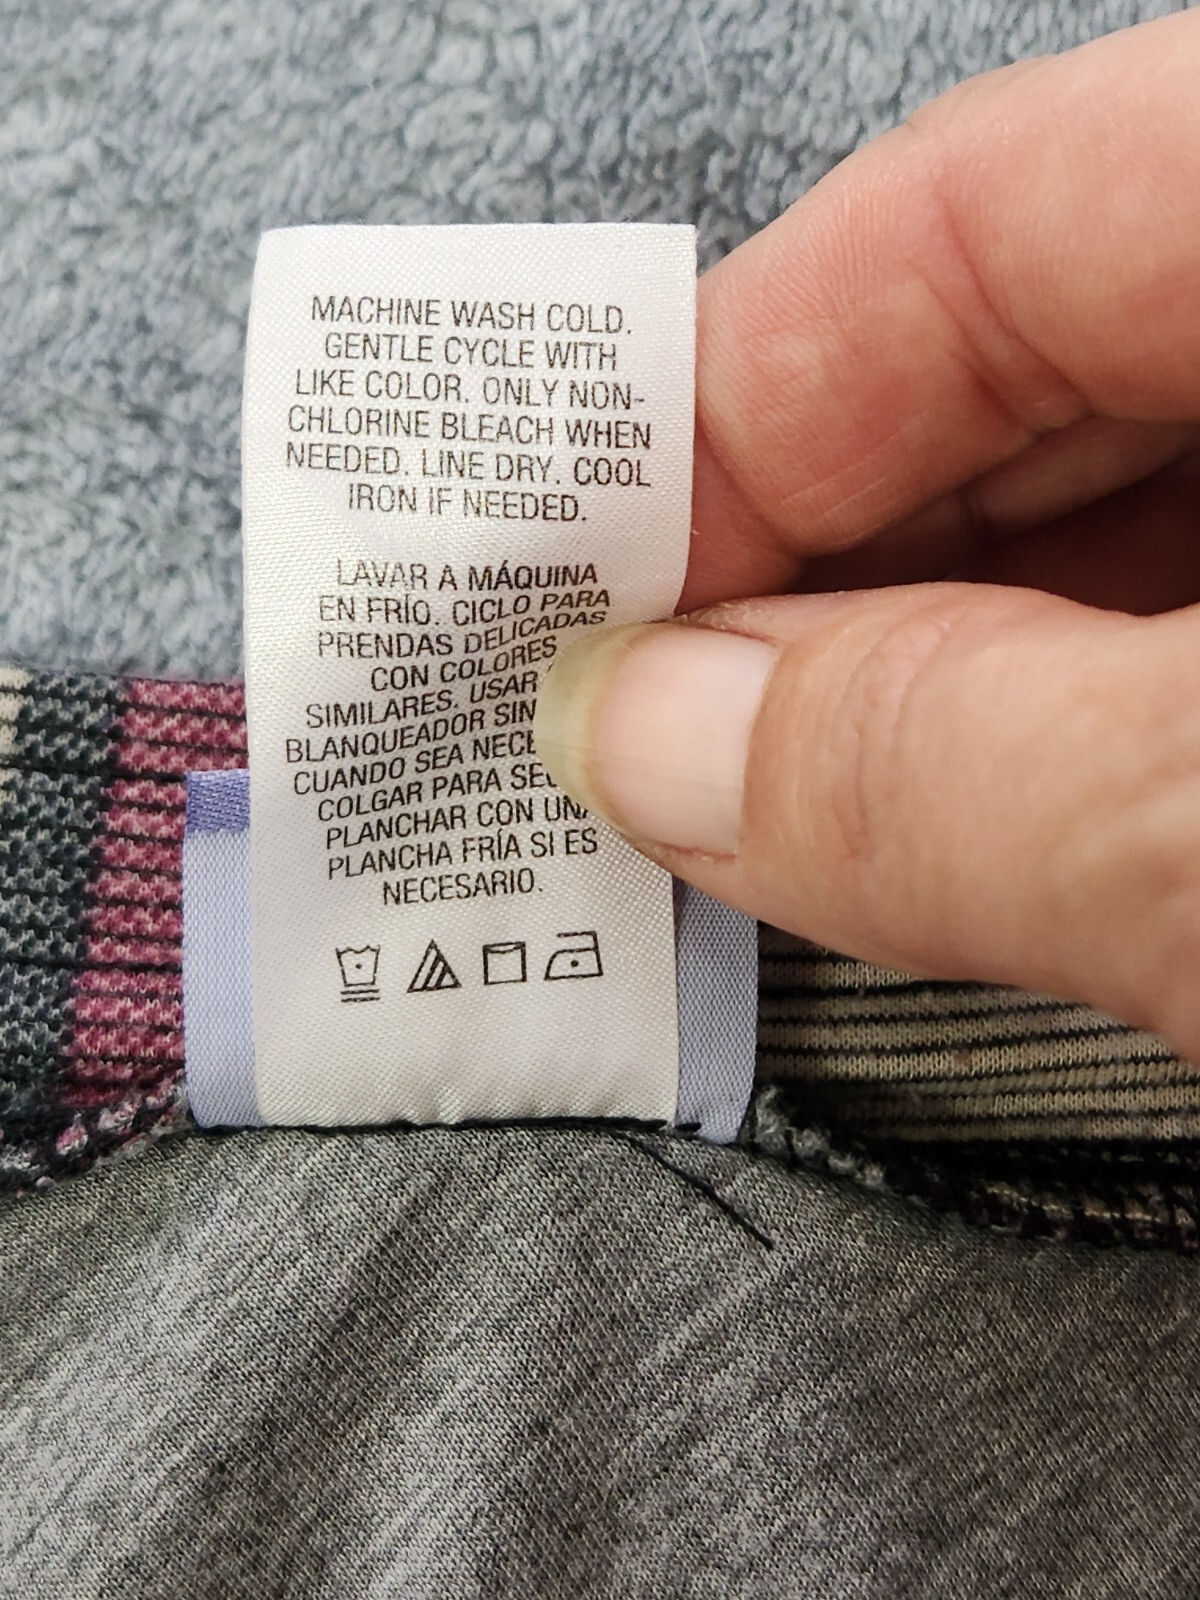 MACHINE WASH COLD.
GENTLE CYCLE WITH
LIKE COLOR. ONLY NON-
CHLORINE BLEACH WHEN
NEEDED. LINE DRY. COOL
IRON IF NEEDED.
LAVAR A MÁQUINA
EN FRÍO. CICLO PARA
PRENDAS DELICADAS
CON COLORES
SIMILARES. USAR
BLANQUEADOR SIN
CUANDO SEA
COLGAR PARA
PLANCHAR CON
PLANCHA FRÍA SI ES
NECESARIO.